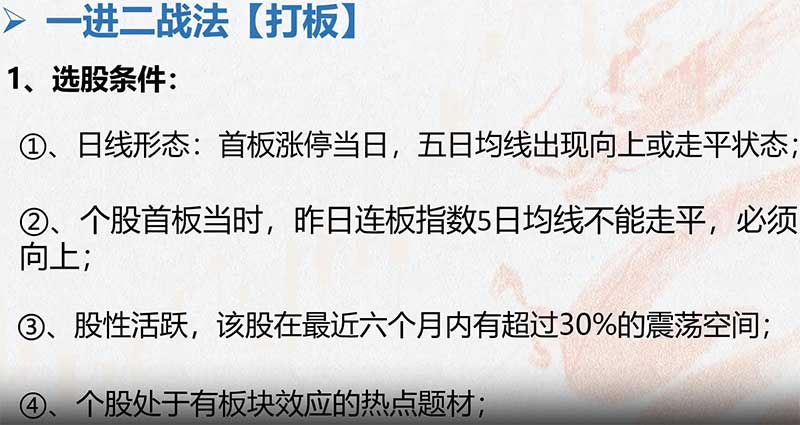 ➢ 一进二战法【打板】
1、选股条件：
①、日线形态：首板涨停当日，五日均线出现向上或走平状态；
②、个股首板当时，昨日连板指数5日均线不能走平，必须
向上；
③、股性活跃，该股在最近六个月内有超过30%的震荡空间；
④、个股处于有板块效应的热点题材；